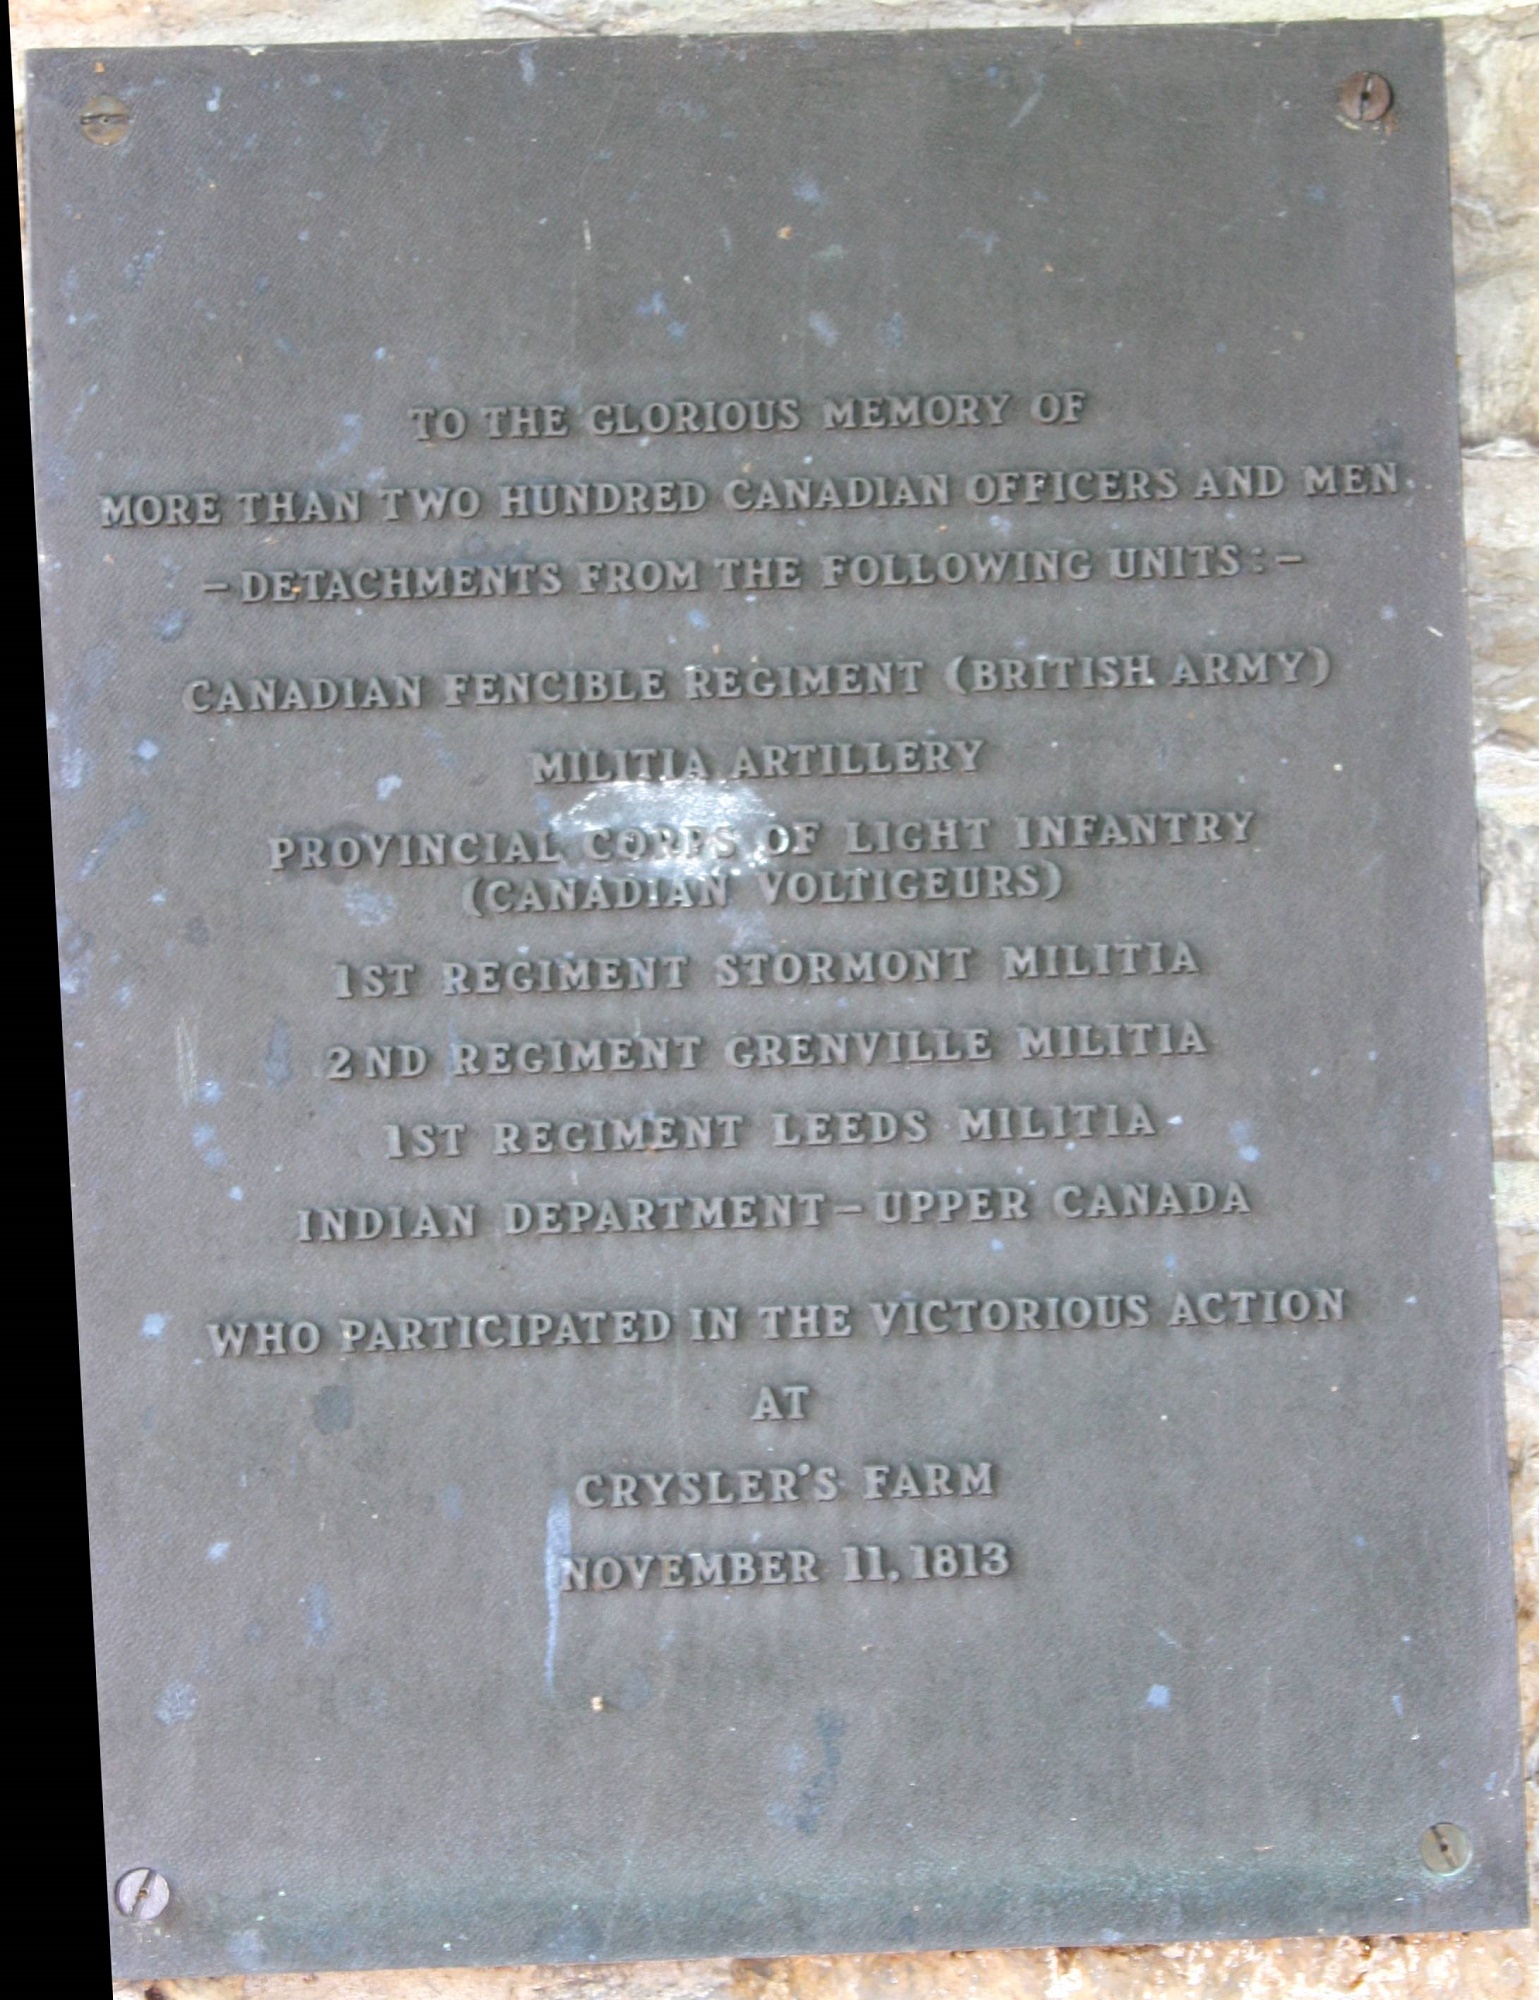 TO THE GLORIOUS MEMORY OF
MORE THAN TWO HUNDRED CANADIAN OFFICERS AND MEN
– DETACHMENTS FROM THE FOLLOWING UNITS : –
CANADIAN FENCIBLE REGIMENT (BRITISH ARMY)
MILITIA ARTILLERY
PROVINCIAL CORPS OF LIGHT INFANTRY
(CANADIAN VOLTIGEURS)
1ST REGIMENT STORMONT MILITIA
2ND REGIMENT GRENVILLE MILITIA
1ST REGIMENT LEEDS MILITIA
INDIAN DEPARTMENT – UPPER CANADA
WHO PARTICIPATED IN THE VICTORIOUS ACTION
AT
CRYSLER'S FARM
NOVEMBER 11, 1813